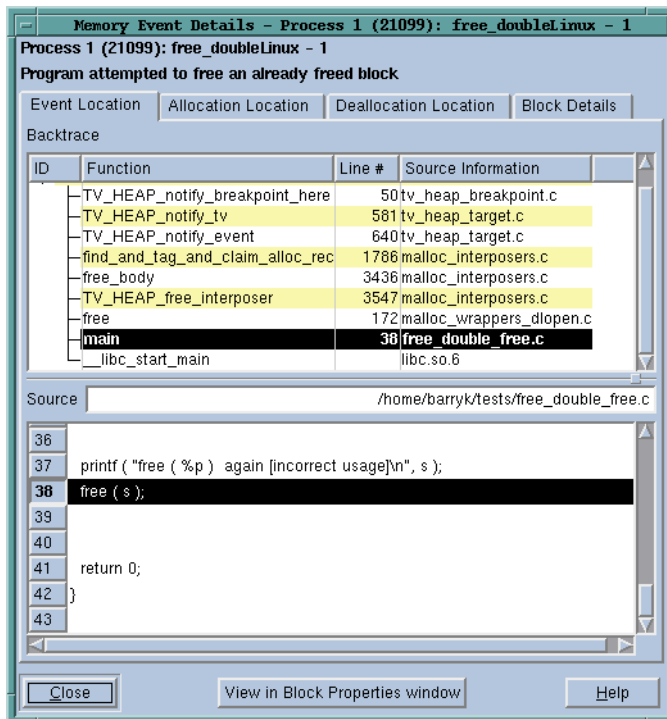 Memory Event Details - Process 1 (21099): free_doubleLinux - 1
Process 1 (21099): free_doubleLinux - 1
Program attempted to free an already freed block
Event Location Allocation Location Deallocation Location Block Details
Backtrace
ID Function Line # Source Information
TV_HEAP_notify_breakpoint_here 50 tv_heap_breakpoint.c
TV_HEAP_notify_tv 581 tv_heap_target.c
TV_HEAP_notify_event 640 tv_heap_target.c
find_and_tag_and_claim_alloc_rec 1786 malloc_interposers.c
free_body 3436 malloc_interposers.c
TV_HEAP_free_interposer 3547 malloc_interposers.c
free 172 malloc_wrappers_dlopen.c
main 38 free_double_free.c
__libc_start_main libc.so.6
Source /home/barryk/tests/free_double_free.c
36
37 printf ( "free ( %p )  again [incorrect usage]\n", s );
38 free ( s );
39
40
41 return 0;
42 }
43
Close View in Block Properties window Help